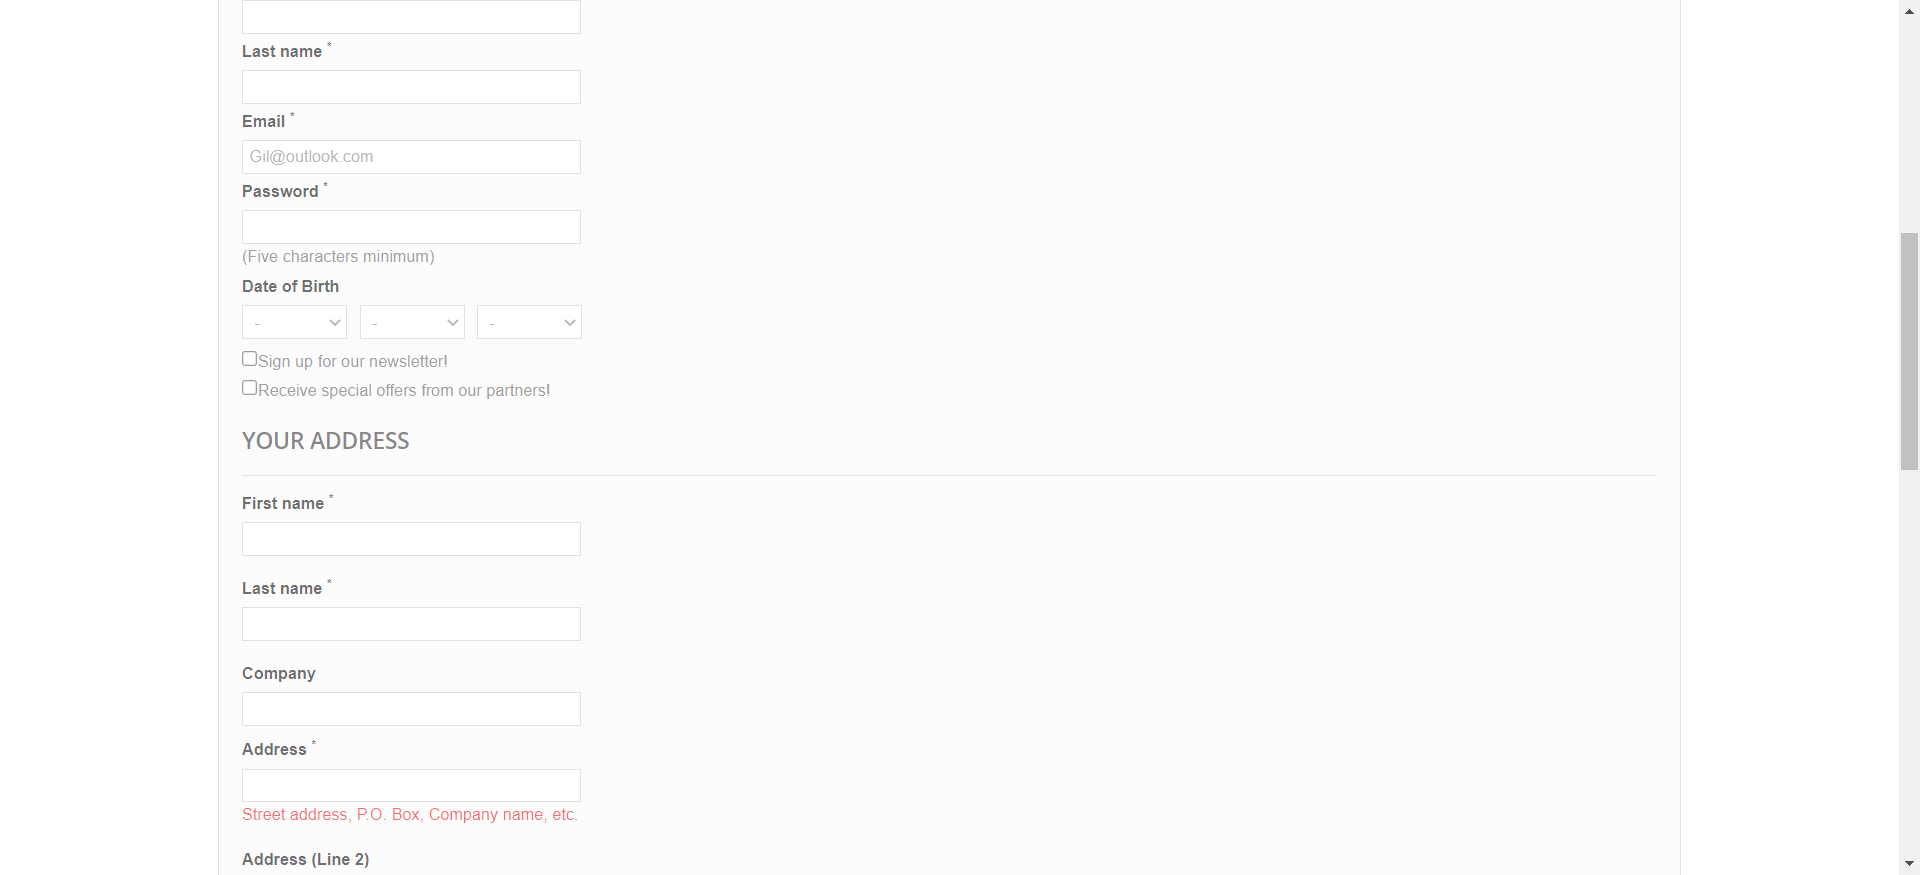 Last name *
Email *
Gil@outlook.com
Password *
(Five characters minimum)
Date of Birth
- - -
Sign up for our newsletter!
Receive special offers from our partners!
YOUR ADDRESS
First name *
Last name *
Company
Address *
Street address, P.O. Box, Company name, etc.
Address (Line 2)